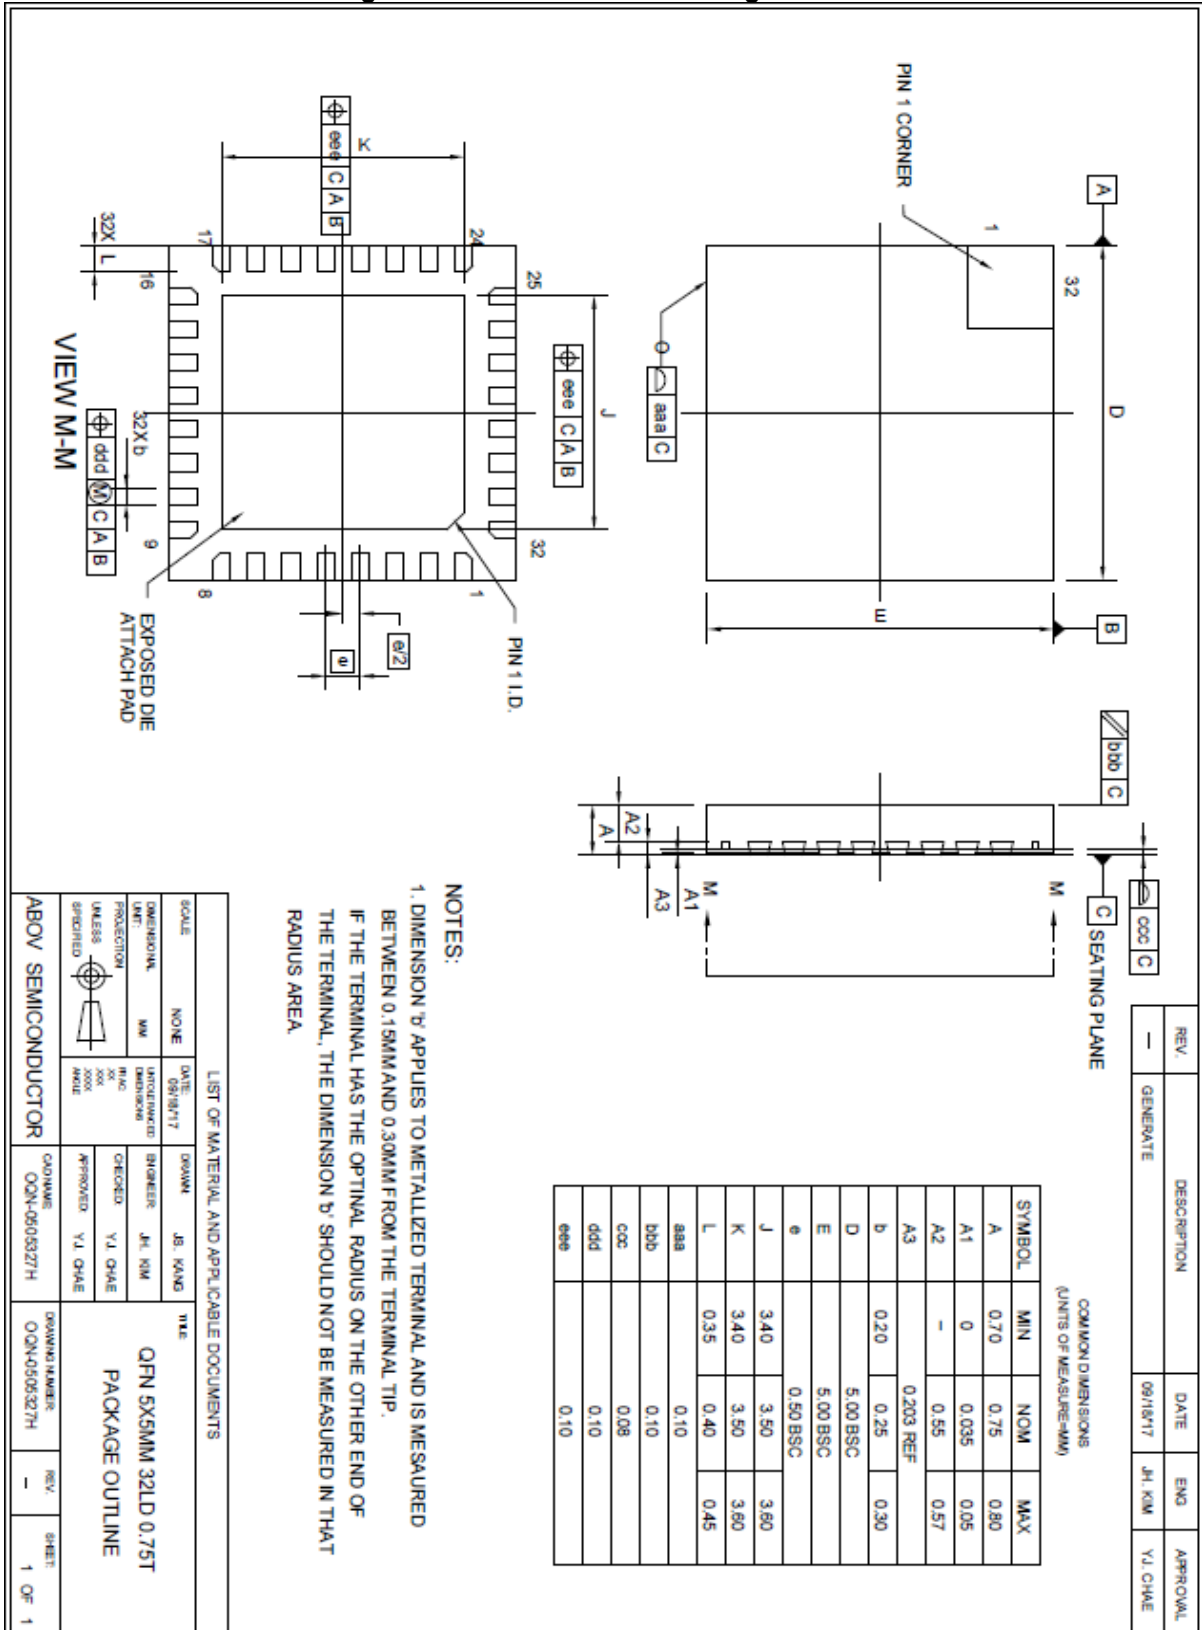 PIN 1 CORNER
A
1
32
D
O
aaa C
E
B
bbb C
ccc C
A2
A
A1
A3
M
M
C SEATING PLANE
eee C A B
K
32X
L
17
24
16
25
eee C A B
J
VIEW M-M
32X b
ddd M C A B
9
8
32
1
e/2
e
PIN 1 I.D.
EXPOSED DIE
ATTACH PAD
REV. DESCRIPTION DATE ENG APPROVAL
— GENERATE 09/18/'17 JH. KIM YJ. CHAE
COMMON DIMENSIONS
(UNITS OF MEASURE=MM)
SYMBOL MIN NOM MAX
A 0.70 0.75 0.80
A1 0 0.035 0.05
A2 – 0.55 0.57
A3 0.203 REF
b 0.20 0.25 0.30
D 5.00 BSC
E 5.00 BSC
e 0.50 BSC
J 3.40 3.50 3.60
K 3.40 3.50 3.60
L 0.35 0.40 0.45
aaa 0.10
bbb 0.10
ccc 0.08
ddd 0.10
eee 0.10
NOTES:
1. DIMENSION 'b' APPLIES TO METALLIZED TERMINAL AND IS MESAURED
BETWEEN 0.15MM AND 0.30MM FROM THE TERMINAL TIP.
IF THE TERMINAL HAS THE OPTINAL RADIUS ON THE OTHER END OF
THE TERMINAL, THE DIMENSION 'b' SHOULD NOT BE MEASURED IN THAT
RADIUS AREA.
LIST OF MATERIAL AND APPLICABLE DOCUMENTS
SCALE: NONE
DATE: 09/18/'17
DRAWN: JS. KANG
TITLE:
DIMENSIONAL UNIT: MM
UNTOLERANCED DIMENSIONS
ENGINEER: JH. KIM
QFN 5X5MM 32LD 0.75T
PACKAGE OUTLINE
PROJECTION
UNLESS
SPECIFIED
XX
XXX
XXXX
ANGLE
CHECKED: YJ. CHAE
APPROVED: YJ. CHAE
ABOV SEMICONDUCTOR
CAD NAME: OQN-0505327H
DRAWING NUMBER: OQN-0505327H
REV. –
SHEET: 1 OF 1